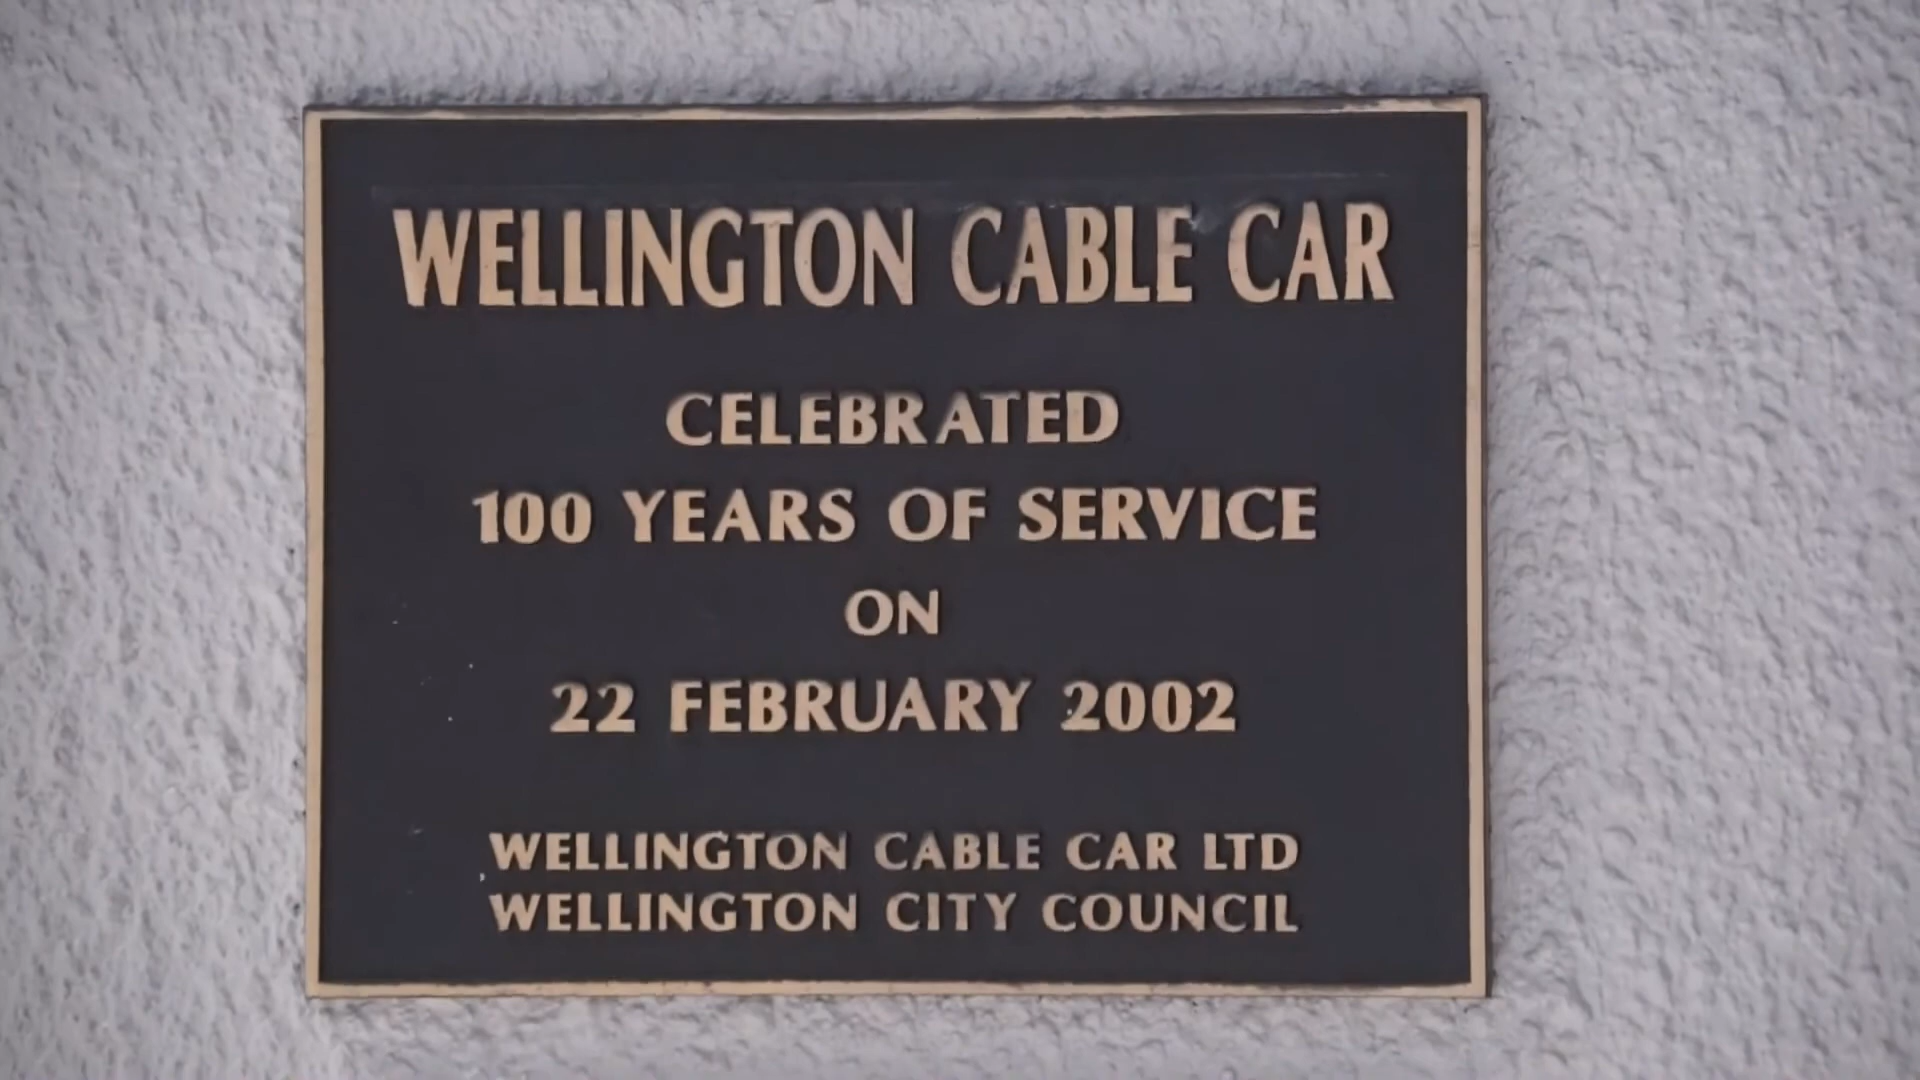 WELLINGTON CABLE CAR
CELEBRATED
100 YEARS OF SERVICE
ON
22 FEBRUARY 2002
WELLINGTON CABLE CAR LTD
WELLINGTON CITY COUNCIL